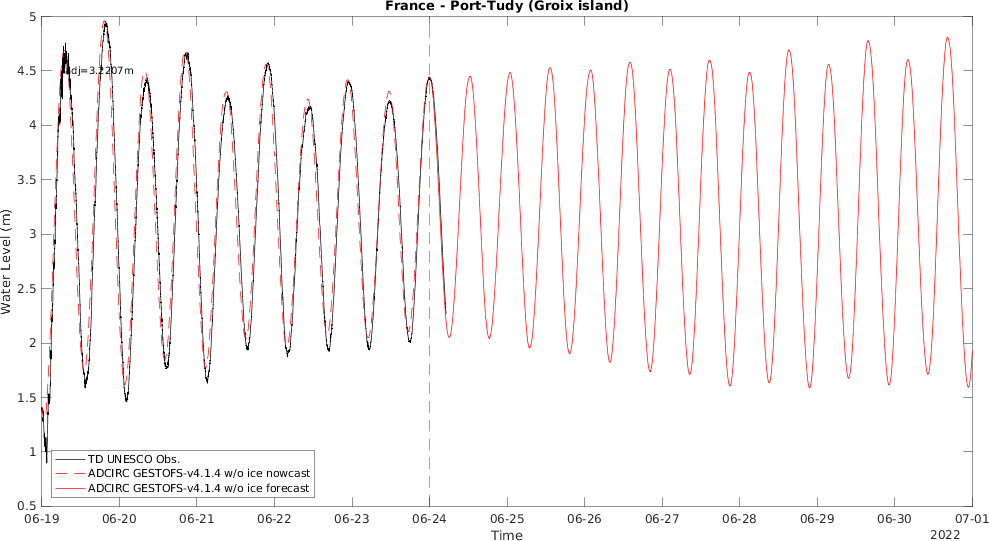 France - Port-Tudy (Groix island)
5
4.5
4
3.5
3
2.5
2
1.5
1
0.5
Water Level (m)
TD UNESCO Obs.
ADCIRC GESTOFS-v4.1.4 w/o ice nowcast
ADCIRC GESTOFS-v4.1.4 w/o ice forecast
06-19 06-20 06-21 06-22 06-23 06-24 06-25 06-26 06-27 06-28 06-29 06-30 07-01
Time
2022